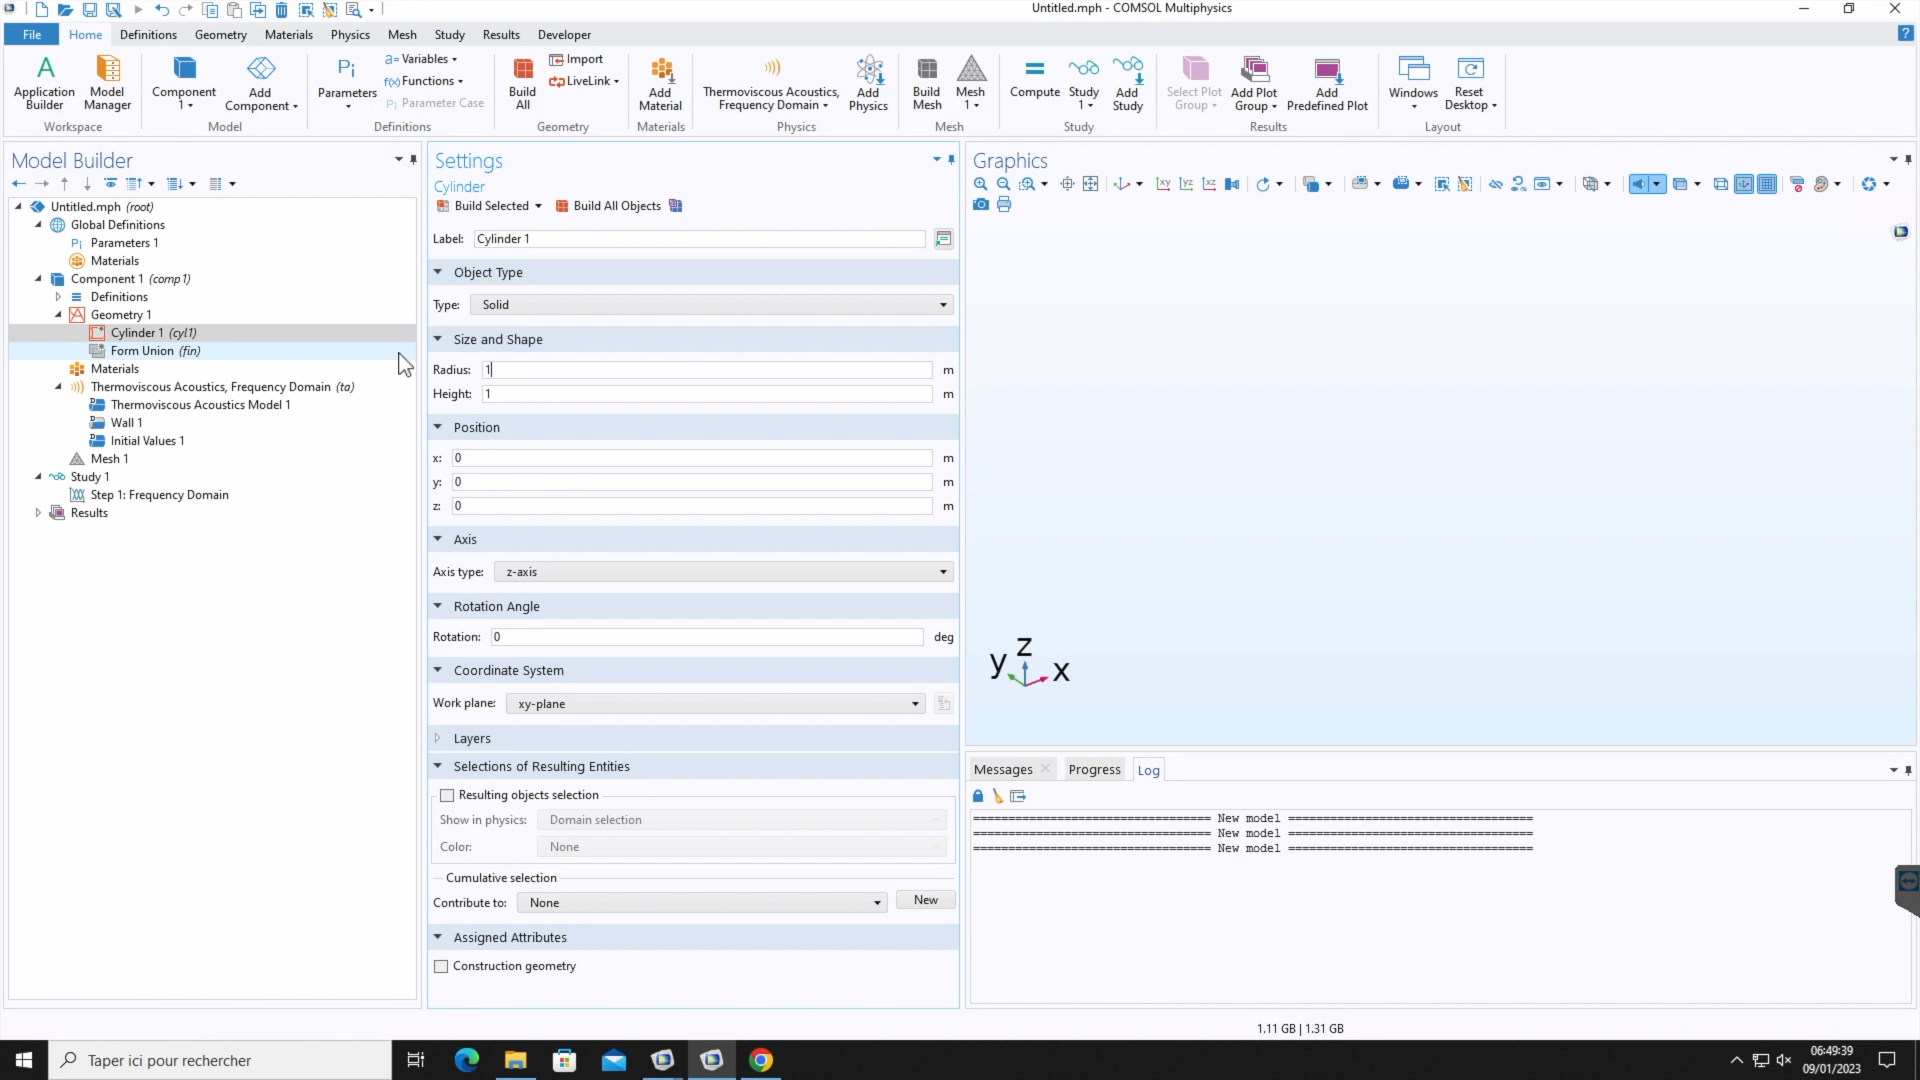 Untitled.mph - COMSOL Multiphysics
File Home Definitions Geometry Materials Physics Mesh Study Results Developer
Application Builder
Model Manager
Workspace
Component 1
Add Component
Model
Pi
Parameters
a= Variables
f(x) Functions
Pi Parameter Case
Definitions
Build All
Import
LiveLink
Geometry
Add Material
Materials
Thermoviscous Acoustics, Frequency Domain
Add Physics
Physics
Build Mesh
Mesh 1
Mesh
Compute
Study 1
Add Study
Study
Select Plot Group
Add Plot Group
Add Predefined Plot
Results
Windows
Reset Desktop
Layout
Model Builder
Untitled.mph (root)
Global Definitions
Pi Parameters 1
Materials
Component 1 (comp1)
Definitions
Geometry 1
Cylinder 1 (cyl1)
Form Union (fin)
Materials
Thermoviscous Acoustics, Frequency Domain (ta)
Thermoviscous Acoustics Model 1
Wall 1
Initial Values 1
Mesh 1
Study 1
Step 1: Frequency Domain
Results
Settings
Cylinder
Build Selected Build All Objects
Label: Cylinder 1
Object Type
Type: Solid
Size and Shape
Radius: 1 m
Height: 1 m
Position
x: 0 m
y: 0 m
z: 0 m
Axis
Axis type: z-axis
Rotation Angle
Rotation: 0 deg
Coordinate System
Work plane: xy-plane
Layers
Selections of Resulting Entities
Resulting objects selection
Show in physics: Domain selection
Color: None
Cumulative selection
Contribute to: None New
Assigned Attributes
Construction geometry
Graphics
xy yz xz
y z x
Messages Progress Log
================================== New model ===================================
================================== New model ===================================
================================== New model ===================================
1.11 GB | 1.31 GB
Taper ici pour rechercher
06:49:39
09/01/2023